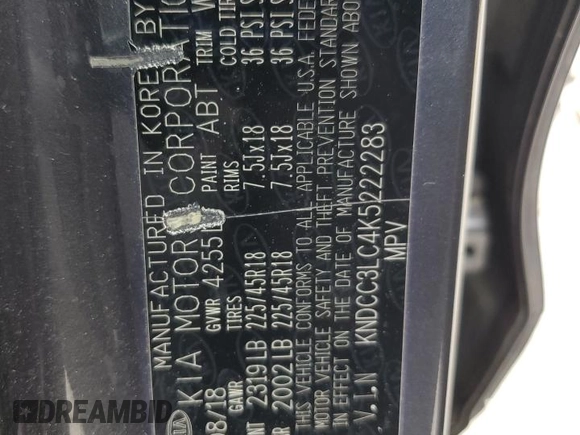 MANUFACTURED IN KOREA BY
KIA MOTORS CORPORATION
08/18 GVWR 4255LB PAINT ABT TRIM
GAWR TIRES RIMS COLD TIRE
2319LB 225/45R18 7.5Jx18 36 PSI
2002LB 225/45R18 7.5Jx18 36 PSI
THIS VEHICLE CONFORMS TO ALL APPLICABLE U.S.A. FEDE
MOTOR VEHICLE SAFETY AND THEFT PREVENTION STANDAR
IN EFFECT ON THE DATE OF MANUFACTURE SHOWN ABO
V.I.N KNDCC3LC4K5222283
MPV
DREAMBID
dreambid.com